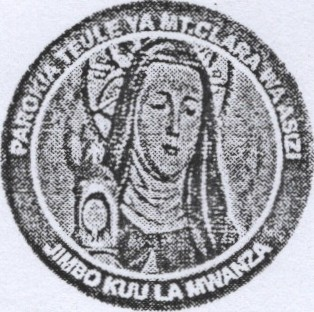 PAROKIA TEULE YA MT.CLARA WA ASIZI
JIMBO KUU LA MWANZA